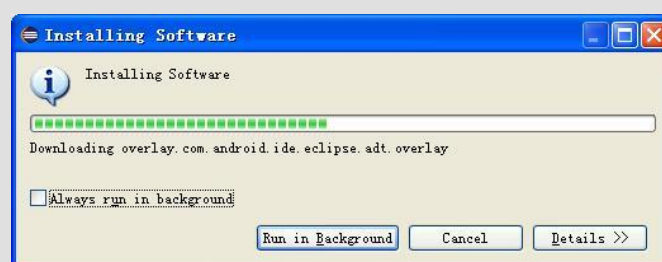 Installing Software
Installing Software
Downloading overlay.com.android.ide.eclipse.adt.overlay
Always run in background
Run in Background Cancel Details >>